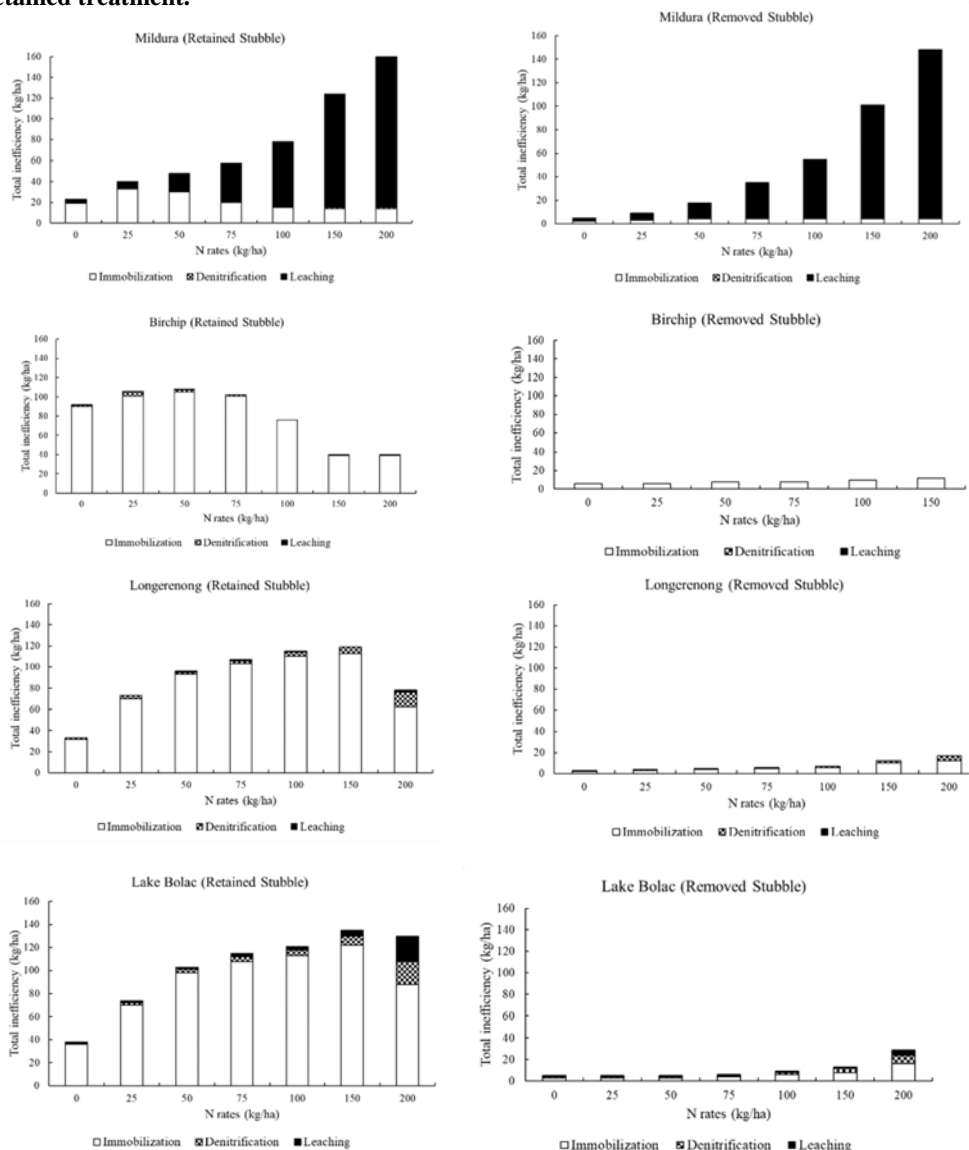 etained treatment.
Mildura (Retained Stubble)
Total inefficiency (kg/ha)
160
140
120
100
80
60
40
20
0
0 25 50 75 100 150 200
N rates (kg/ha)
Immobilization Denitrification Leaching
Mildura (Removed Stubble)
Total inefficiency (kg/ha)
160
140
120
100
80
60
40
20
0
0 25 50 75 100 150 200
N rates (kg/ha)
Immobilization Denitrification Leaching
Birchip (Retained Stubble)
Total inefficiency (kg/ha)
160
140
120
100
80
60
40
20
0
0 25 50 75 100 150 200
N rates (kg/ha)
Immobilization Denitrification Leaching
Birchip (Removed Stubble)
Total inefficiency (kg/ha)
160
140
120
100
80
60
40
20
0
0 25 50 75 100 150
N rates (kg/ha)
Immobilization Denitrification Leaching
Longerenong (Retained Stubble)
Total inefficiency (kg/ha)
160
140
120
100
80
60
40
20
0
0 25 50 75 100 150 200
N rates (kg/ha)
Immobilization Denitrification Leaching
Longerenong (Removed Stubble)
Total inefficiency (kg/ha)
160
140
120
100
80
60
40
20
0
0 25 50 75 100 150 200
N rates (kg/ha)
Immobilization Denitrification Leaching
Lake Bolac (Retained Stubble)
Total inefficiency (kg/ha)
160
140
120
100
80
60
40
20
0
0 25 50 75 100 150 200
N rates (kg/ha)
Immobilization Denitrification Leaching
Lake Bolac (Removed Stubble)
Total inefficiency (kg/ha)
160
140
120
100
80
60
40
20
0
0 25 50 75 100 150 200
N rates (kg/ha)
Immobilization Denitrification Leaching